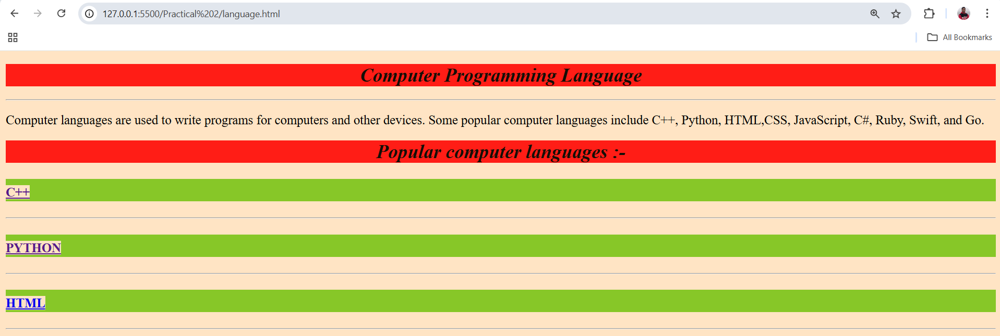 127.0.0.1:5500/Practical%202/language.html
All Bookmarks
Computer Programming Language
Computer languages are used to write programs for computers and other devices. Some popular computer languages include C++, Python, HTML,CSS, JavaScript, C#, Ruby, Swift, and Go.
Popular computer languages :-
C++
PYTHON
HTML